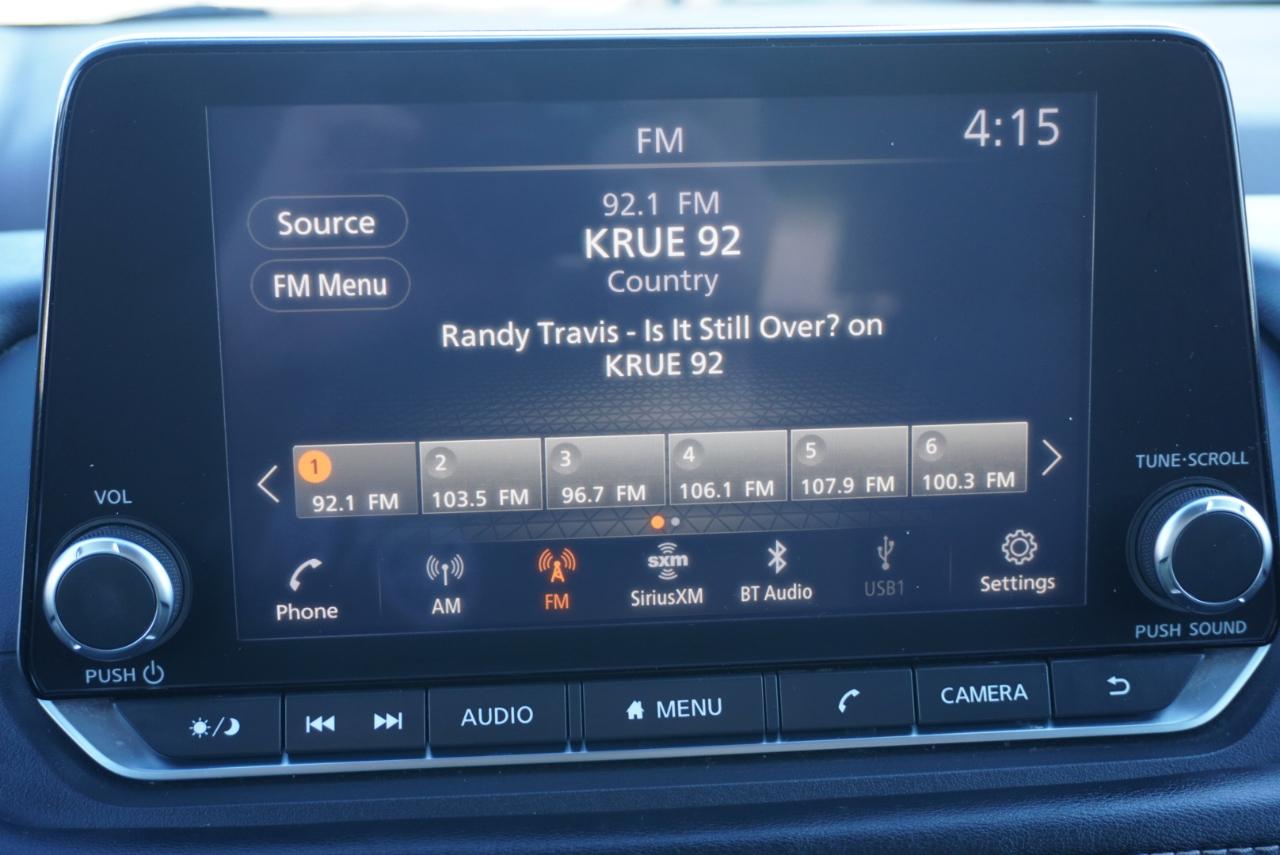 FM
4:15
Source
FM Menu
92.1 FM
KRUE 92
Country
Randy Travis - Is It Still Over? on
KRUE 92
1
92.1 FM
2
103.5 FM
3
96.7 FM
4
106.1 FM
5
107.9 FM
6
100.3 FM
Phone
AM
FM
sxm
SiriusXM
BT Audio
USB1
Settings
VOL
PUSH
TUNE·SCROLL
PUSH SOUND
AUDIO
MENU
CAMERA